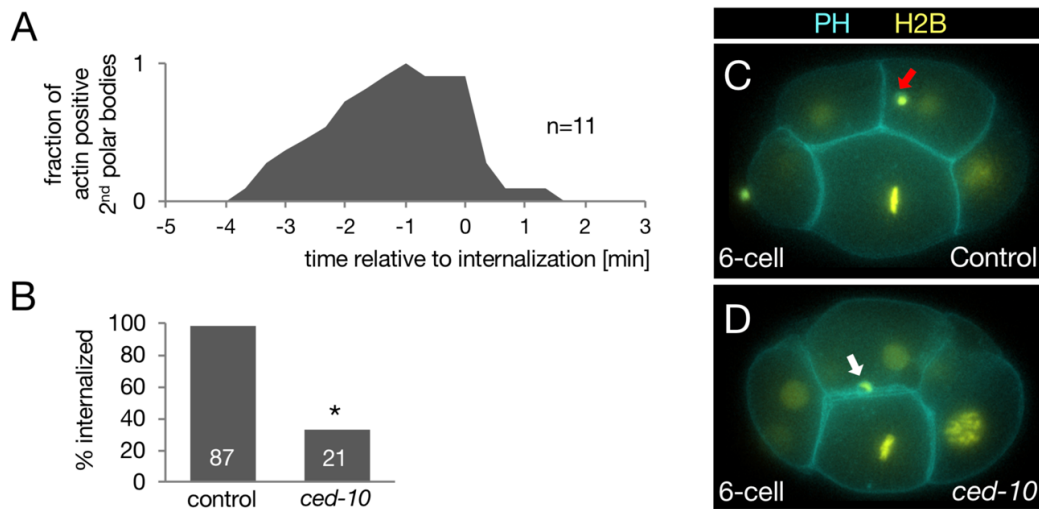 A
fraction of
actin positive
2nd polar bodies
1
0
n=11
-5 -4 -3 -2 -1 0 1 2 3
time relative to internalization [min]
B
% internalized
100
80
60
40
20
0
*
87 21
control ced-10
PH H2B
C
6-cell Control
D
6-cell ced-10